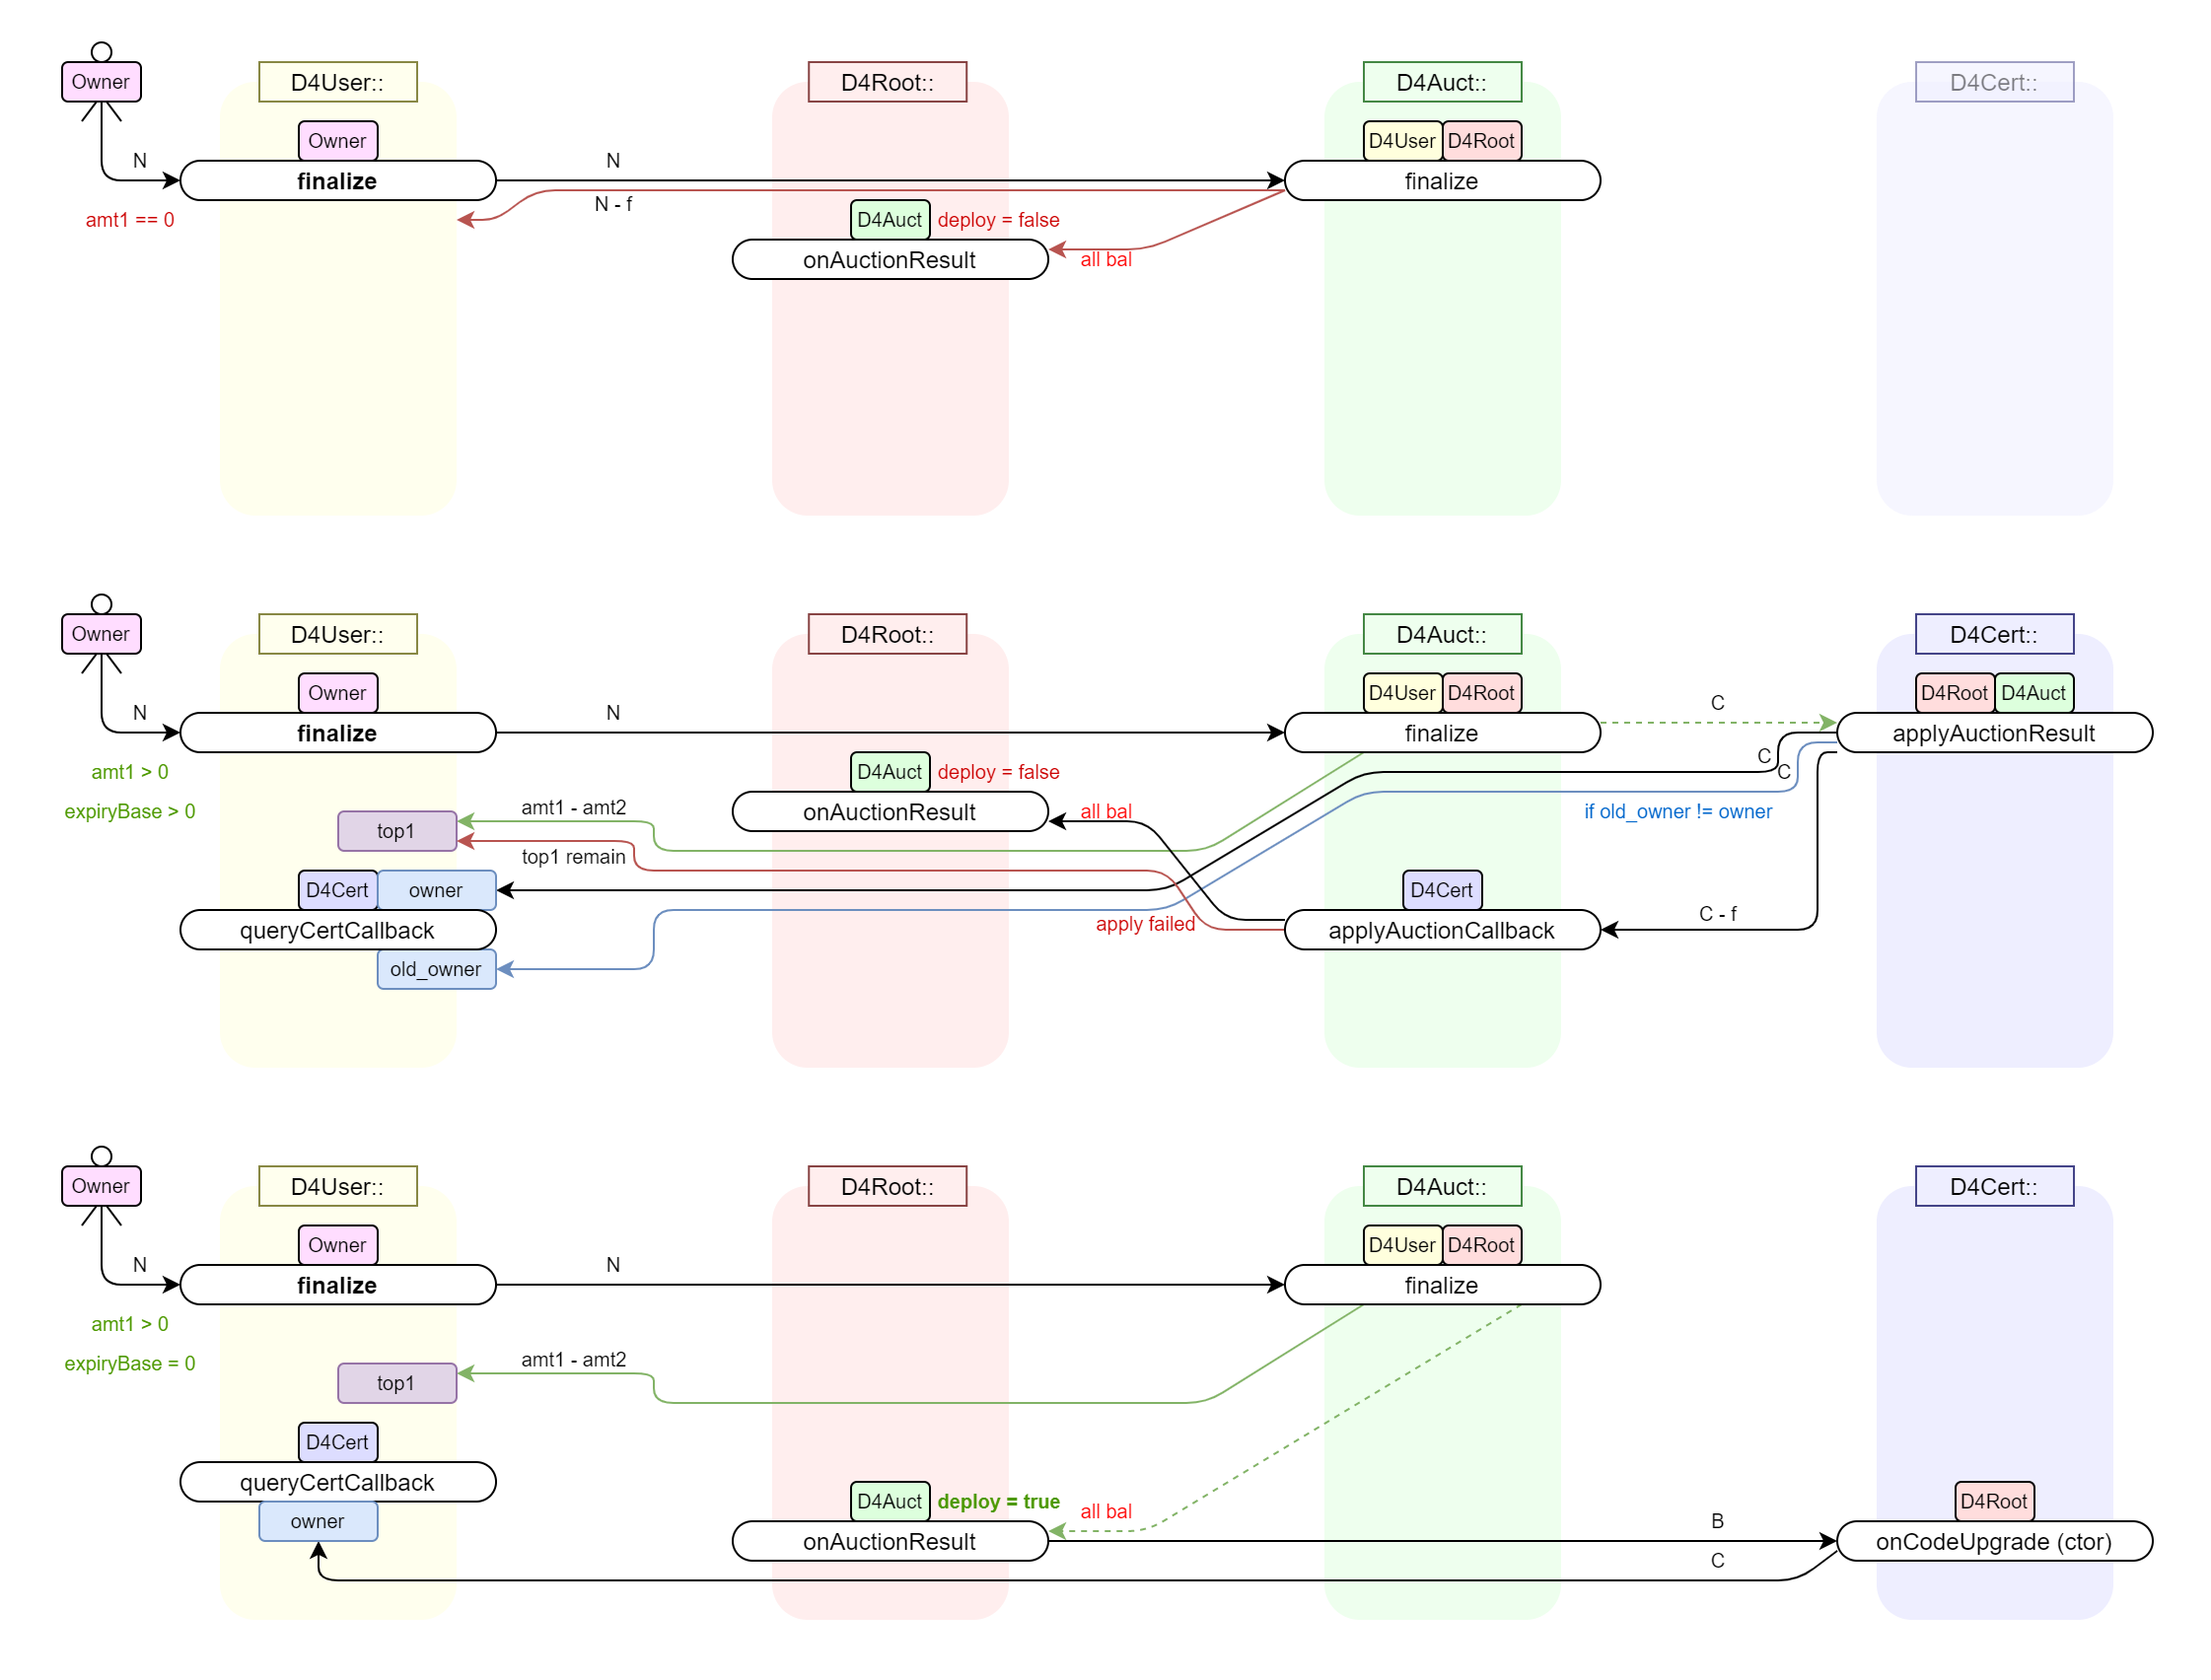 Owner
D4User::
D4Root::
D4Auct::
D4Cert::
Owner
D4User
D4Root
N
finalize
N
finalize
amt1 == 0
N - f
D4Auct
deploy = false
onAuctionResult
all bal
Owner
D4User::
D4Root::
D4Auct::
D4Cert::
Owner
D4User
D4Root
D4Root
D4Auct
N
finalize
N
finalize
C
applyAuctionResult
amt1 > 0
D4Auct
deploy = false
C
C
expiryBase > 0
top1
amt1 - amt2
onAuctionResult
all bal
if old_owner != owner
top1 remain
D4Cert
owner
D4Cert
queryCertCallback
apply failed
applyAuctionCallback
C - f
old_owner
Owner
D4User::
D4Root::
D4Auct::
D4Cert::
Owner
D4User
D4Root
N
finalize
N
finalize
amt1 > 0
expiryBase = 0
top1
amt1 - amt2
D4Cert
queryCertCallback
owner
D4Auct
deploy = true
all bal
D4Root
onAuctionResult
B
onCodeUpgrade (ctor)
C